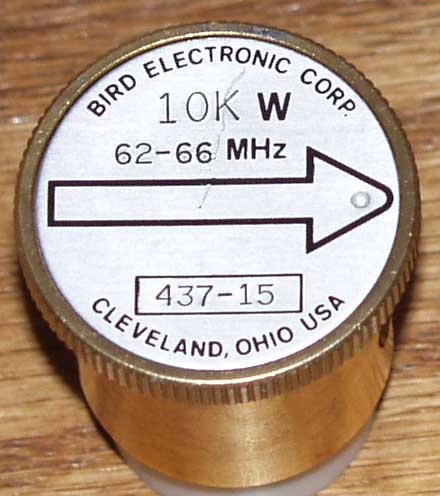 BIRD ELECTRONIC CORP.
10K W
62-66 MHz
437-15
CLEVELAND, OHIO USA